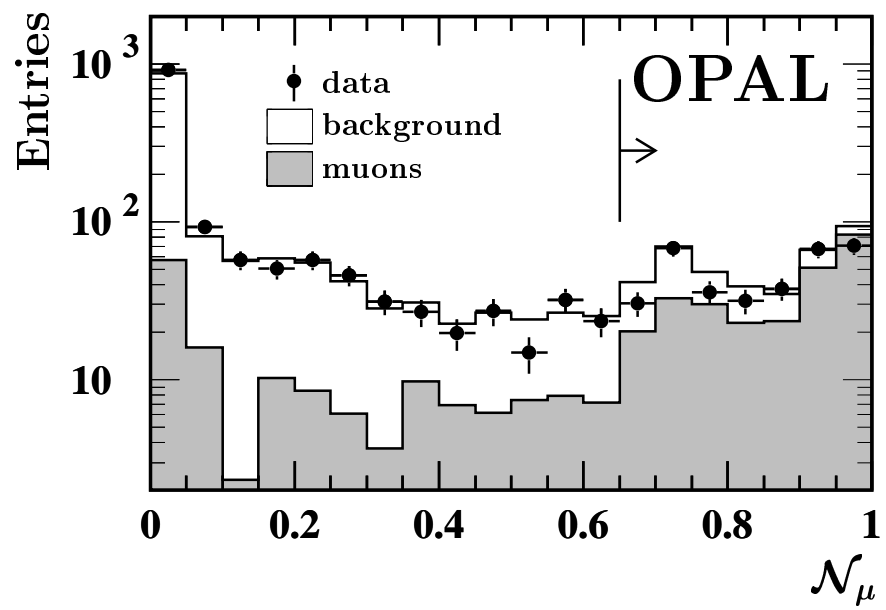 Entries
10 3
10 2
10
data
background
muons
OPAL
0 0.2 0.4 0.6 0.8 1
𝒩μ